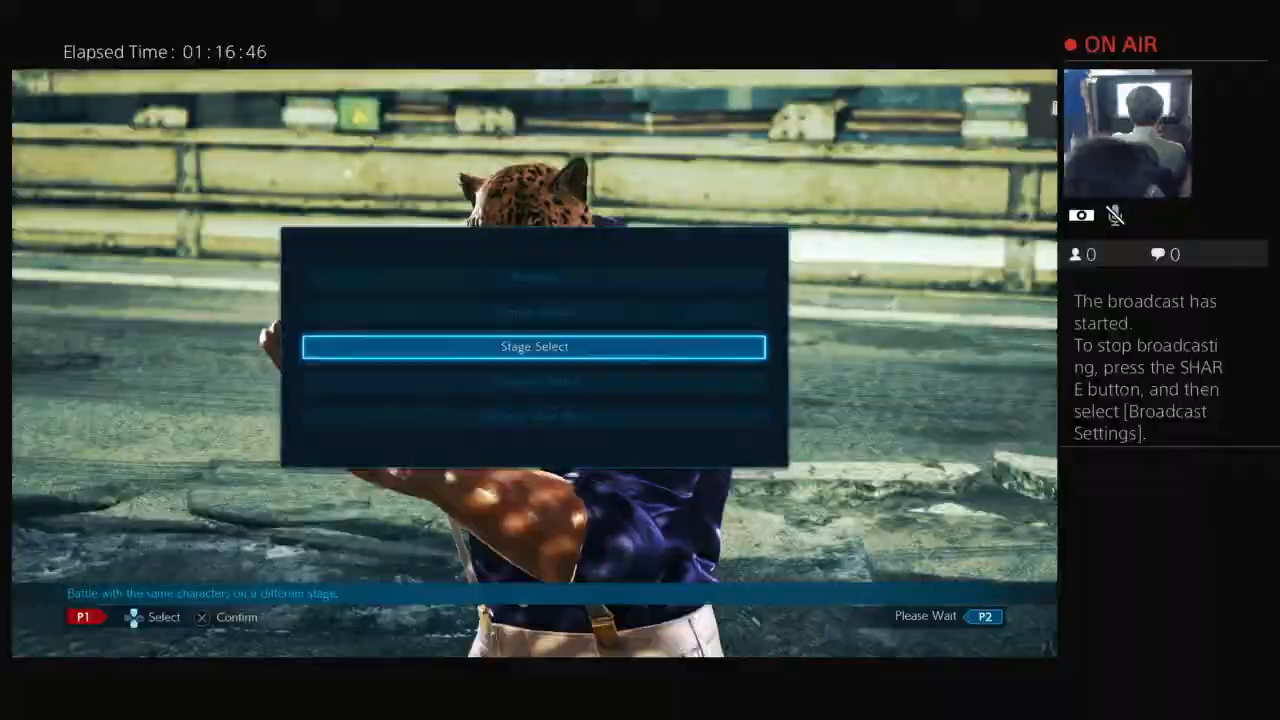 Elapsed Time: 01:16:46
ON AIR
0
0
The broadcast has
started.
To stop broadcasti
ng, press the SHAR
E button, and then
select [Broadcast
Settings].
Stage Select
Battle with the same characters on a different stage.
P1 Select Confirm
Please Wait P2